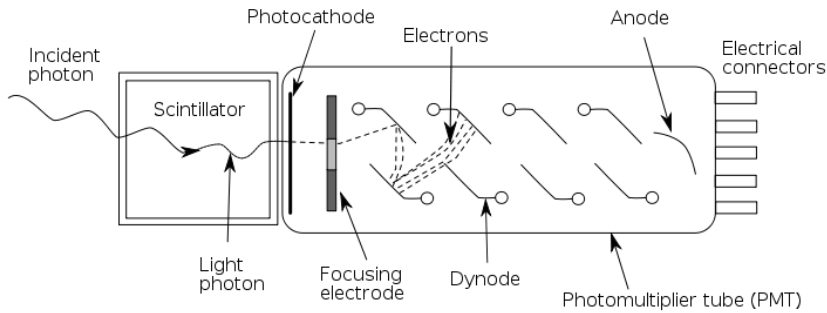 Photocathode
Anode
Incident
photon
Electrons
Electrical
connectors
Scintillator
Light
photon
Focusing
electrode
Dynode
Photomultiplier tube (PMT)